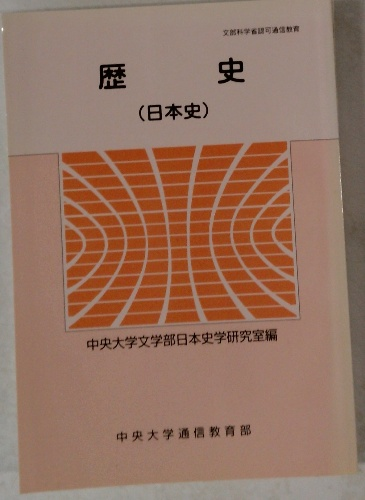 文部科学省認可通信教育
歴 史
（日本史）
中央大学文学部日本史学研究室編
中央大学通信教育部